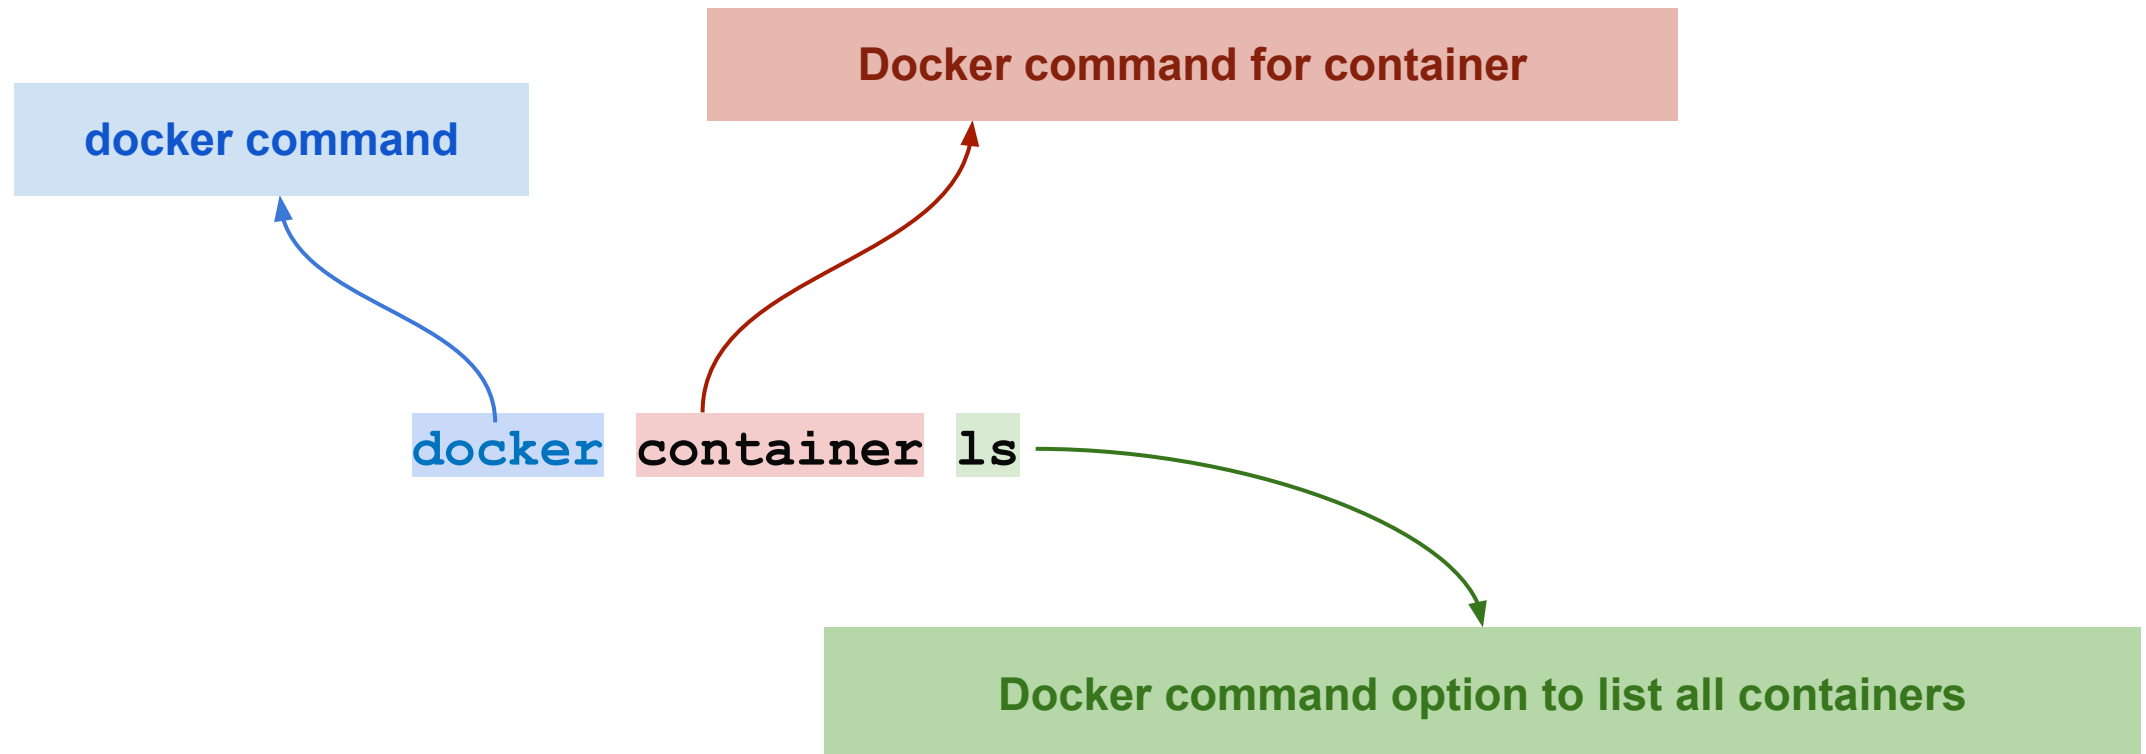 Docker command for container
docker command
docker container ls
Docker command option to list all containers